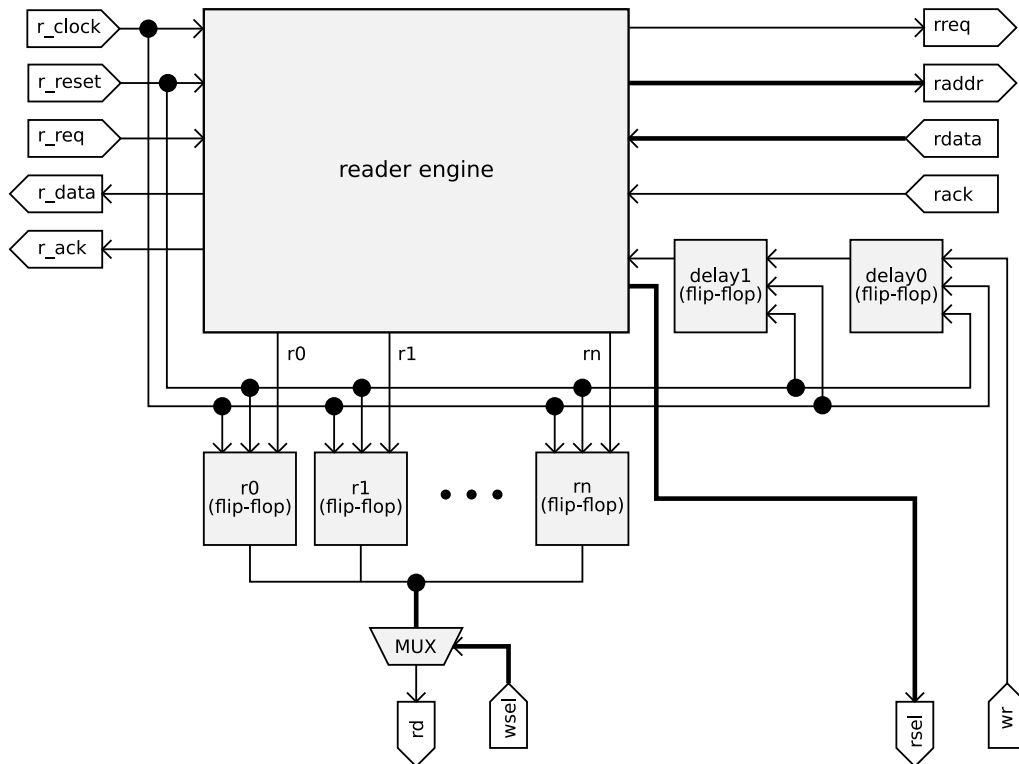 r_clock
r_reset
r_req
r_data
r_ack
reader engine
rreq
raddr
rdata
rack
delay1
(flip-flop)
delay0
(flip-flop)
r0
r1
rn
r0
(flip-flop)
r1
(flip-flop)
rn
(flip-flop)
MUX
rd
wsel
rsel
wr